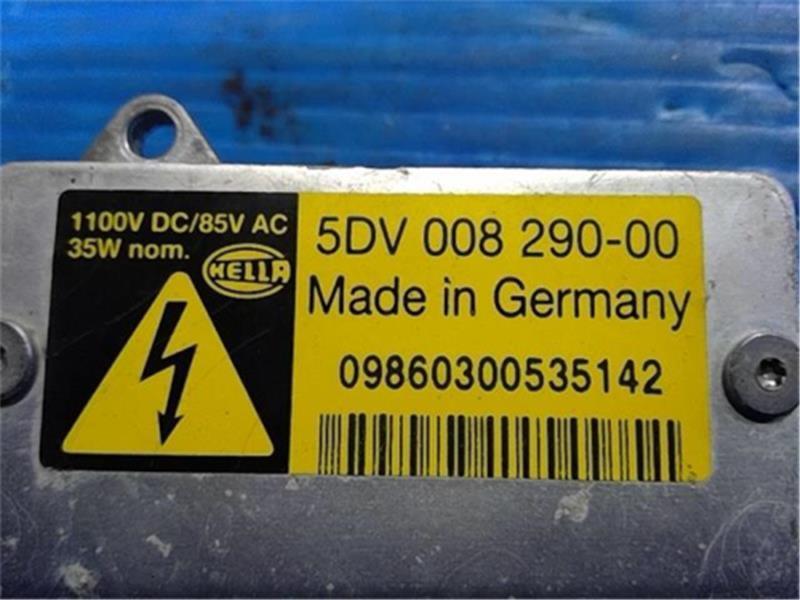 1100V DC/85V AC
35W nom.
HELLA
5DV 008 290-00
Made in Germany
09860300535142